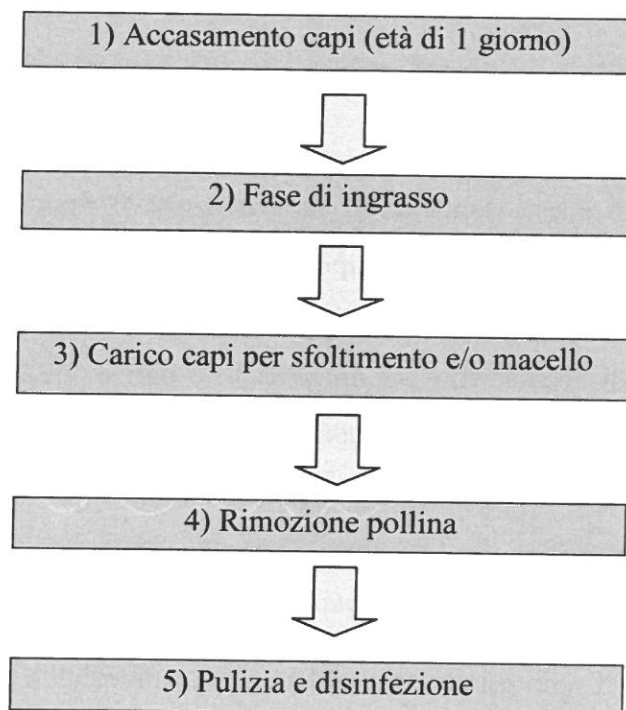 1) Accasamento capi (età di 1 giorno)
2) Fase di ingrasso
3) Carico capi per sfoltimento e/o macello
4) Rimozione pollina
5) Pulizia e disinfezione